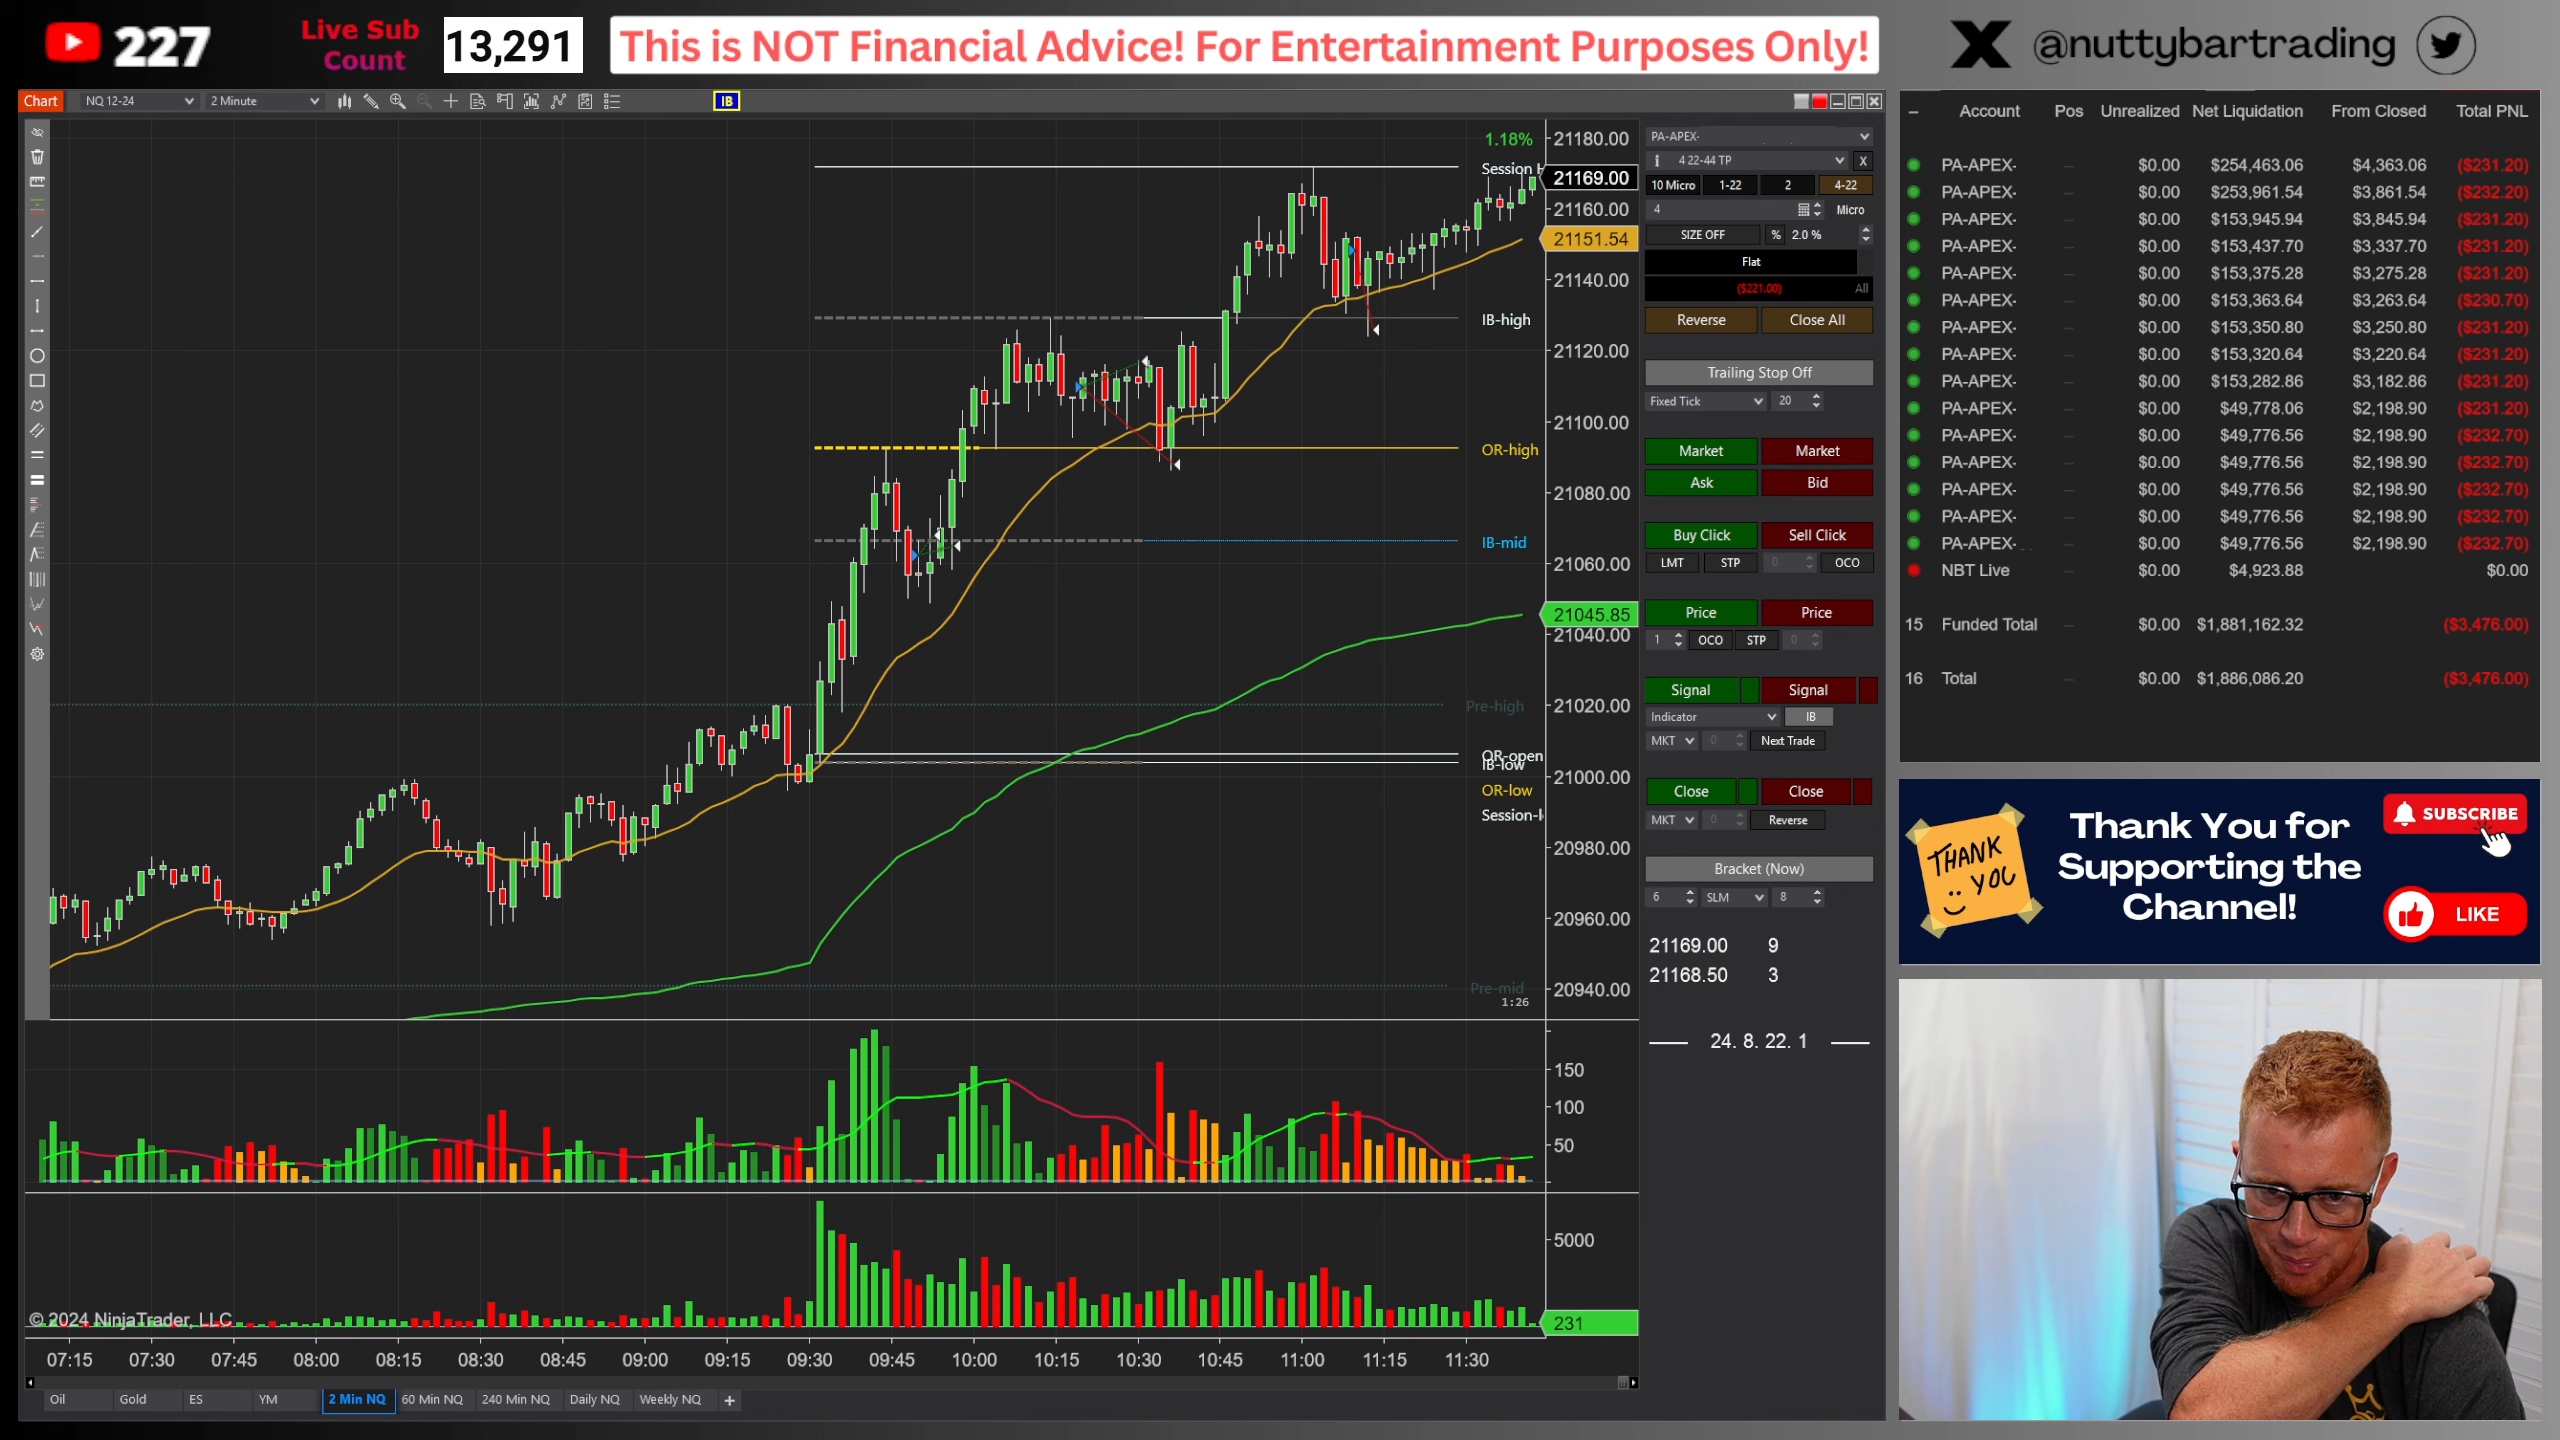 227
Live Sub
Count
13,291
This is NOT Financial Advice! For Entertainment Purposes Only!
X @nuttybartrading
Chart NQ 12-24 2 Minute IB
1.18%
Session H
IB-high
OR-high
IB-mid
Pre-high
OR-open
IB-low
OR-low
Session-l
Pre-mid
1:26
21180.00
21169.00
21160.00
21151.54
21140.00
21120.00
21100.00
21080.00
21060.00
21045.85
21040.00
21020.00
21000.00
20980.00
20960.00
20940.00
150
100
50
5000
231
© 2024 NinjaTrader, LLC
07:15 07:30 07:45 08:00 08:15 08:30 08:45 09:00 09:15 09:30 09:45 10:00 10:15 10:30 10:45 11:00 11:15 11:30
Oil Gold ES YM 2 Min NQ 60 Min NQ 240 Min NQ Daily NQ Weekly NQ +
PA-APEX-
4 22-44 TP X
10 Micro 1-22 2 4-22
4 Micro
SIZE OFF % 2.0 %
Flat
($221.00) All
Reverse Close All
Trailing Stop Off
Fixed Tick 20
Market Market
Ask Bid
Buy Click Sell Click
LMT STP 0 OCO
Price Price
1 OCO STP 0
Signal Signal
Indicator IB
MKT 0 Next Trade
Close Close
MKT 0 Reverse
Bracket (Now)
6 SLM 8
21169.00 9
21168.50 3
24. 8. 22. 1
– Account Pos Unrealized Net Liquidation From Closed Total PNL
PA-APEX- – $0.00 $254,463.06 $4,363.06 ($231.20)
PA-APEX- – $0.00 $253,961.54 $3,861.54 ($232.20)
PA-APEX- – $0.00 $153,945.94 $3,845.94 ($231.20)
PA-APEX- – $0.00 $153,437.70 $3,337.70 ($231.20)
PA-APEX- – $0.00 $153,375.28 $3,275.28 ($231.20)
PA-APEX- – $0.00 $153,363.64 $3,263.64 ($230.70)
PA-APEX- – $0.00 $153,350.80 $3,250.80 ($231.20)
PA-APEX- – $0.00 $153,320.64 $3,220.64 ($231.20)
PA-APEX- – $0.00 $153,282.86 $3,182.86 ($231.20)
PA-APEX- – $0.00 $49,778.06 $2,198.90 ($231.20)
PA-APEX- – $0.00 $49,776.56 $2,198.90 ($232.70)
PA-APEX- – $0.00 $49,776.56 $2,198.90 ($232.70)
PA-APEX- – $0.00 $49,776.56 $2,198.90 ($232.70)
PA-APEX- – $0.00 $49,776.56 $2,198.90 ($232.70)
PA-APEX- – $0.00 $49,776.56 $2,198.90 ($232.70)
NBT Live – $0.00 $4,923.88 $0.00
15 Funded Total – $0.00 $1,881,162.32 ($3,476.00)
16 Total – $0.00 $1,886,086.20 ($3,476.00)
THANK
YOU
Thank You for
Supporting the
Channel!
SUBSCRIBE
LIKE